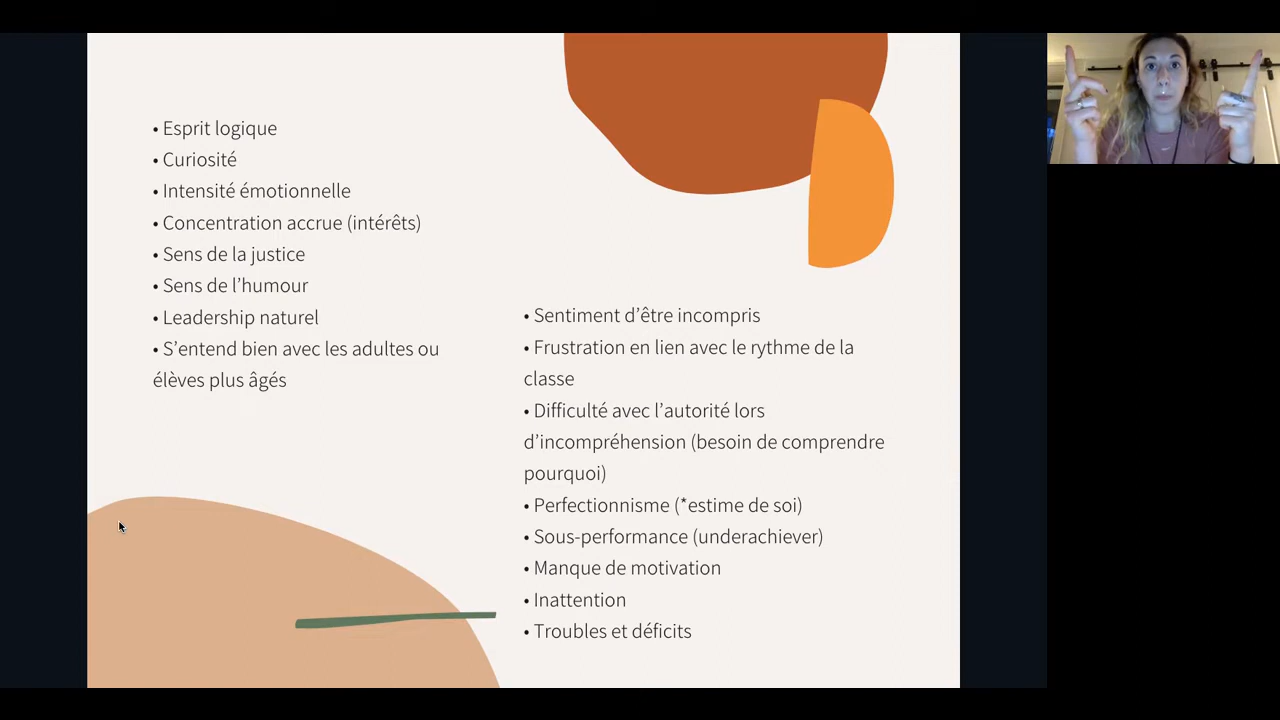 • Esprit logique
• Curiosité
• Intensité émotionnelle
• Concentration accrue (intérêts)
• Sens de la justice
• Sens de l’humour
• Leadership naturel
• S’entend bien avec les adultes ou
élèves plus âgés
• Sentiment d’être incompris
• Frustration en lien avec le rythme de la
classe
• Difficulté avec l’autorité lors
d’incompréhension (besoin de comprendre
pourquoi)
• Perfectionnisme (*estime de soi)
• Sous-performance (underachiever)
• Manque de motivation
• Inattention
• Troubles et déficits